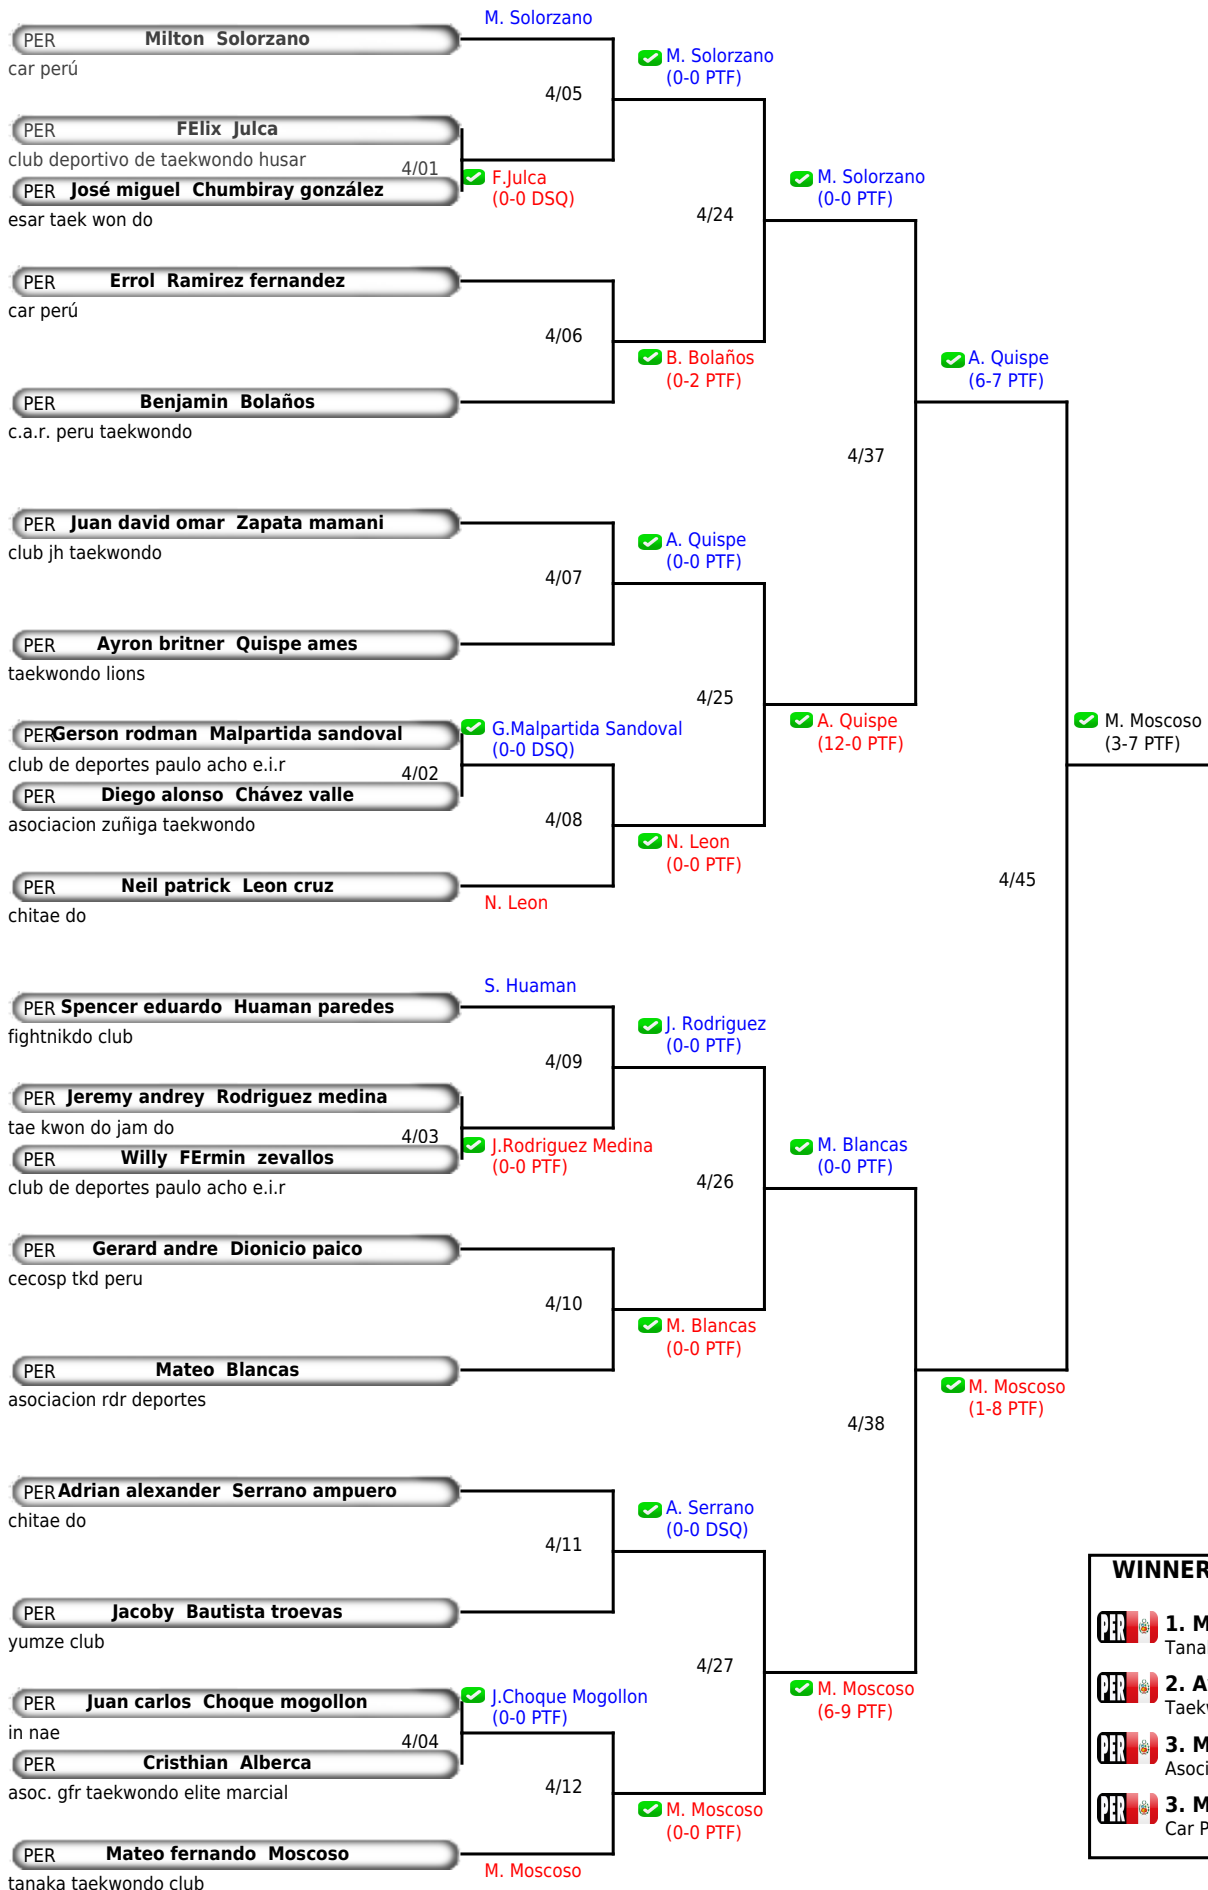 M. Solorzano
PER Milton Solorzano
car perú
M. Solorzano
(0-0 PTF)
4/05
PER FElix Julca
club deportivo de taekwondo husar
4/01
F.Julca
(0-0 DSQ)
PER José miguel Chumbiray gonzález
esar taek won do
M. Solorzano
(0-0 PTF)
4/24
PER Errol Ramirez fernandez
car perú
4/06
B. Bolaños
(0-2 PTF)
A. Quispe
(6-7 PTF)
PER Benjamin Bolaños
c.a.r. peru taekwondo
4/37
PER Juan david omar Zapata mamani
club jh taekwondo
A. Quispe
(0-0 PTF)
4/07
PER Ayron britner Quispe ames
taekwondo lions
4/25
A. Quispe
(12-0 PTF)
PER Gerson rodman Malpartida sandoval
club de deportes paulo acho e.i.r
G.Malpartida Sandoval
(0-0 DSQ)
4/02
PER Diego alonso Chávez valle
asociacion zuñiga taekwondo
4/08
N. Leon
(0-0 PTF)
PER Neil patrick Leon cruz
chitae do
N. Leon
M. Moscoso
(3-7 PTF)
4/45
S. Huaman
PER Spencer eduardo Huaman paredes
fightnikdo club
J. Rodriguez
(0-0 PTF)
4/09
PER Jeremy andrey Rodriguez medina
tae kwon do jam do
4/03
J.Rodriguez Medina
(0-0 PTF)
PER Willy FErmin zevallos
club de deportes paulo acho e.i.r
M. Blancas
(0-0 PTF)
4/26
PER Gerard andre Dionicio paico
cecosp tkd peru
4/10
M. Blancas
(0-0 PTF)
PER Mateo Blancas
asociacion rdr deportes
M. Moscoso
(1-8 PTF)
4/38
PER Adrian alexander Serrano ampuero
chitae do
A. Serrano
(0-0 DSQ)
4/11
PER Jacoby Bautista troevas
yumze club
4/27
M. Moscoso
(6-9 PTF)
PER Juan carlos Choque mogollon
in nae
J.Choque Mogollon
(0-0 PTF)
4/04
PER Cristhian Alberca
asoc. gfr taekwondo elite marcial
4/12
M. Moscoso
(0-0 PTF)
PER Mateo fernando Moscoso
tanaka taekwondo club
M. Moscoso
WINNER
PER 1. M
Tana
PER 2. A
Taek
PER 3. M
Asoci
PER 3. M
Car P